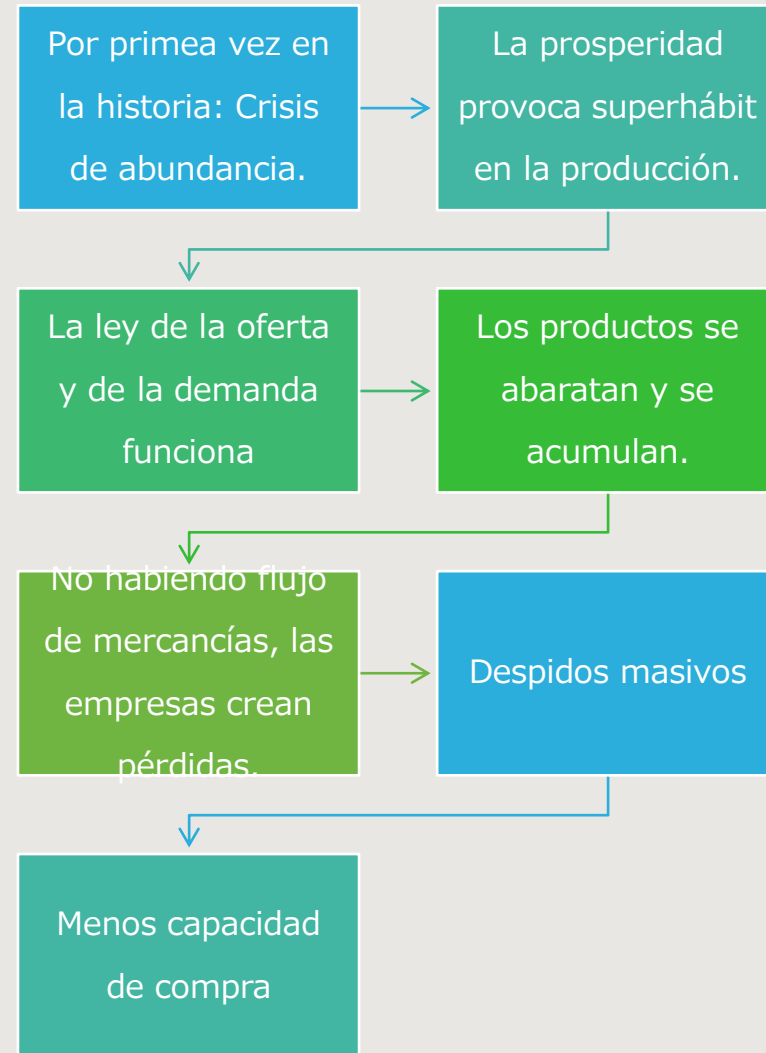 Por primea vez en
la historia: Crisis
de abundancia.
La prosperidad
provoca superhábit
en la producción.
La ley de la oferta
y de la demanda
funciona
Los productos se
abaratan y se
acumulan.
No habiendo flujo
de mercancías, las
empresas crean
pérdidas.
Despidos masivos
Menos capacidad
de compra